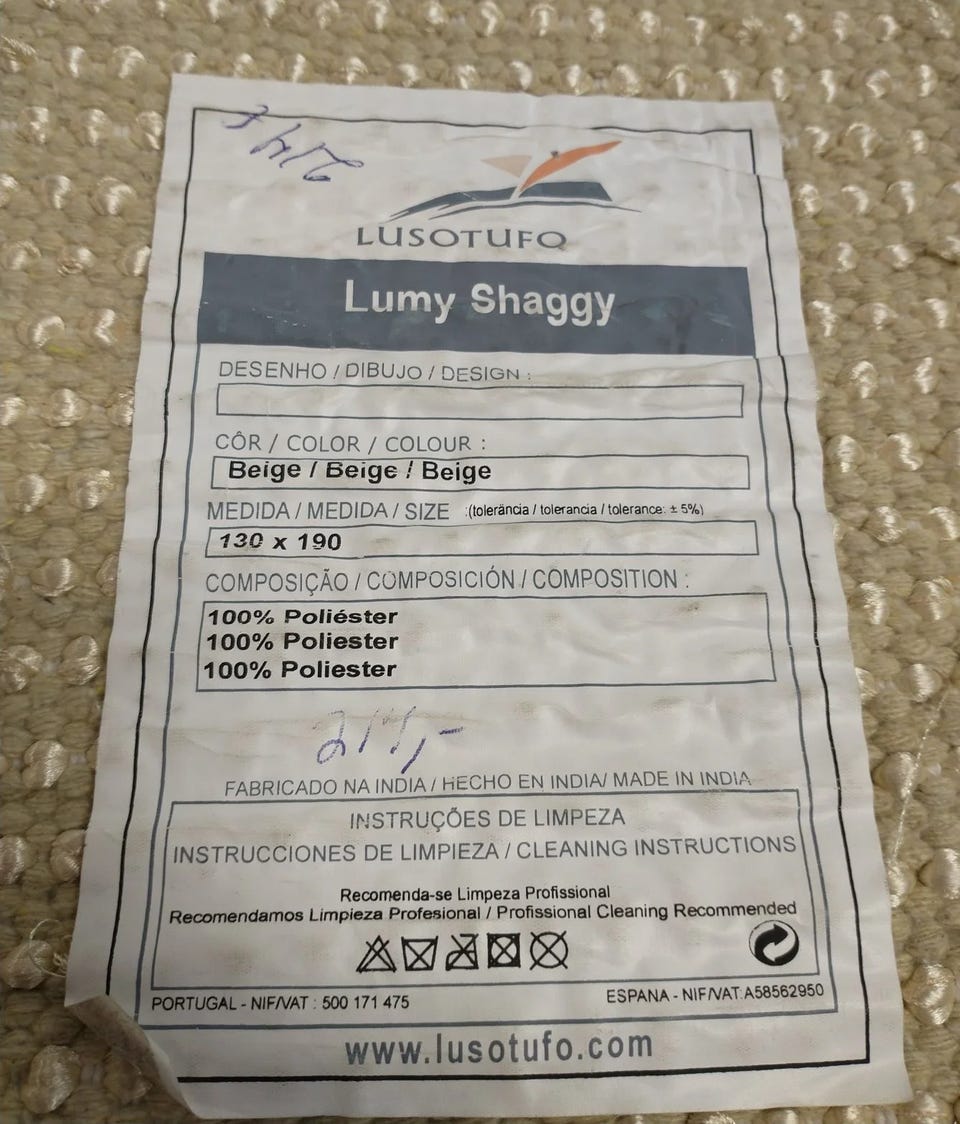 LUSOTUFO
Lumy Shaggy
DESENHO / DIBUJO / DESIGN :
CÔR / COLOR / COLOUR :
Beige / Beige / Beige
MEDIDA / MEDIDA / SIZE :(tolerância / tolerancia / tolerance: ± 5%)
130 x 190
COMPOSIÇÃO / COMPOSICIÓN / COMPOSITION :
100% Poliéster
100% Poliester
100% Poliester
FABRICADO NA INDIA / HECHO EN INDIA/ MADE IN INDIA
INSTRUÇÕES DE LIMPEZA
INSTRUCCIONES DE LIMPIEZA / CLEANING INSTRUCTIONS
Recomenda-se Limpeza Profissional
Recomendamos Limpieza Profesional / Profissional Cleaning Recommended
PORTUGAL - NIF/VAT : 500 171 475
ESPANA - NIF/VAT:A58562950
www.lusotufo.com